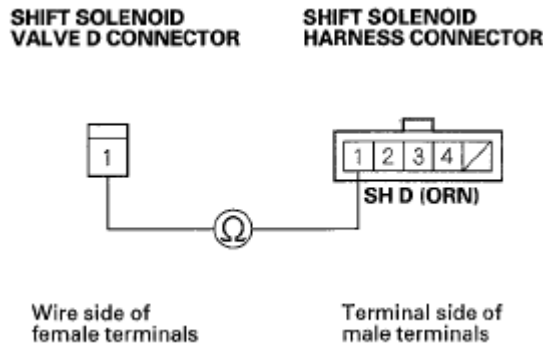 SHIFT SOLENOID
VALVE D CONNECTOR
SHIFT SOLENOID
HARNESS CONNECTOR
1
1 2 3 4
SH D (ORN)
Ω
Wire side of
female terminals
Terminal side of
male terminals